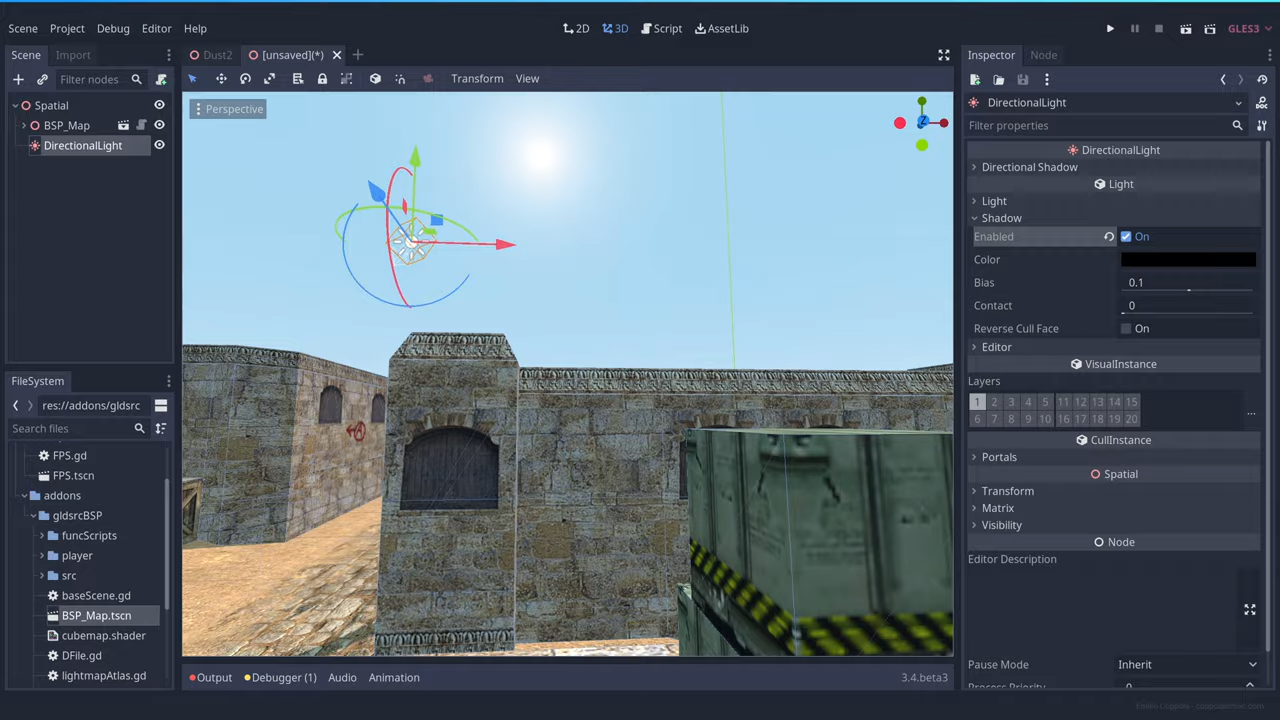 Scene Project Debug Editor Help 2D 3D Script AssetLib GLES3
Scene Import Dust2 [unsaved](*) Inspector Node
Filter nodes Transform View
Spatial Perspective DirectionalLight
BSP_Map Filter properties
DirectionalLight
DirectionalLight
Directional Shadow
Light
Light
Shadow
Enabled On
Color
Bias 0.1
Contact 0
Reverse Cull Face On
Editor
VisualInstance
Layers
1 2 3 4 5 11 12 13 14 15
6 7 8 9 10 16 17 18 19 20
...
CullInstance
Portals
Spatial
Transform
Matrix
Visibility
Node
Editor Description
Pause Mode Inherit
Process Priority 0
FileSystem
res://addons/gldsrc
Search files
FPS.gd
FPS.tscn
addons
gldsrcBSP
funcScripts
player
src
baseScene.gd
BSP_Map.tscn
cubemap.shader
DFile.gd
lightmapAtlas.gd
Output Debugger (1) Audio Animation 3.4.beta3